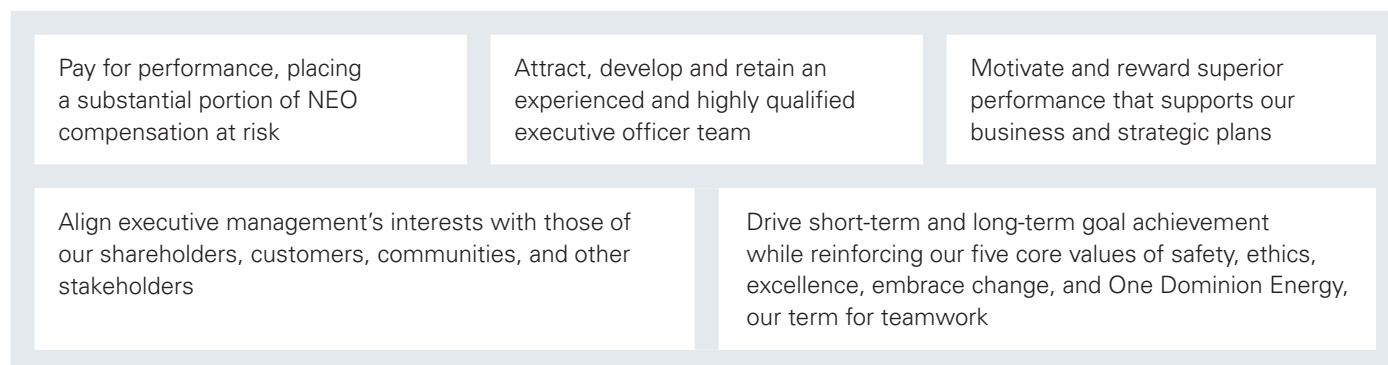 Pay for performance, placing
a substantial portion of NEO
compensation at risk
Attract, develop and retain an
experienced and highly qualified
executive officer team
Motivate and reward superior
performance that supports our
business and strategic plans
Align executive management’s interests with those of
our shareholders, customers, communities, and other
stakeholders
Drive short-term and long-term goal achievement
while reinforcing our five core values of safety, ethics,
excellence, embrace change, and One Dominion Energy,
our term for teamwork